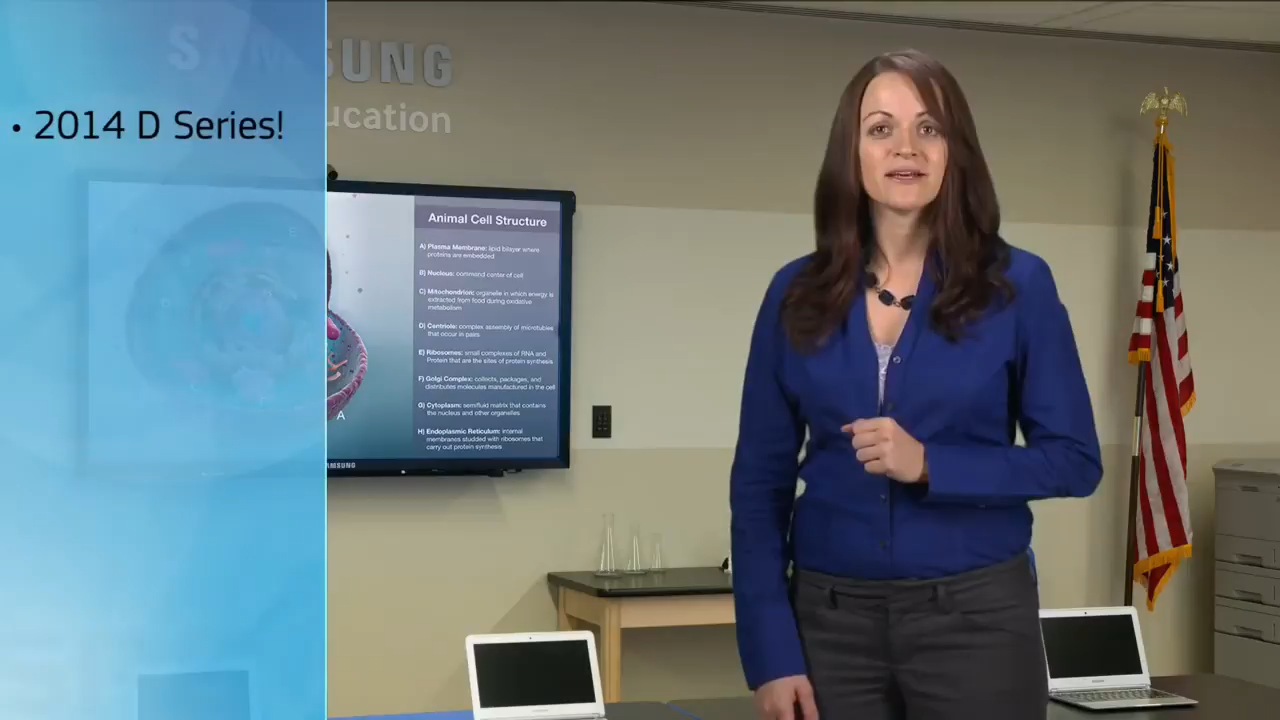 SAMSUNG
Education
• 2014 D Series!
Animal Cell Structure
A) Plasma Membrane: lipid bilayer where
proteins are embedded
B) Nucleus: command center of cell
C) Mitochondrion: organelle in which energy is
extracted from food during oxidative
metabolism
D) Centriole: complex assembly of microtubles
that occur in pairs
E) Ribosomes: small complexes of RNA and
Protein that are the sites of protein synthesis
F) Golgi Complex: collects, packages, and
distributes molecules manufactured in the cell
G) Cytoplasm: semifluid matrix that contains
the nucleus and other organelles
H) Endoplasmic Reticulum: internal
membranes studded with ribosomes that
carry out protein synthesis
E
A
SAMSUNG